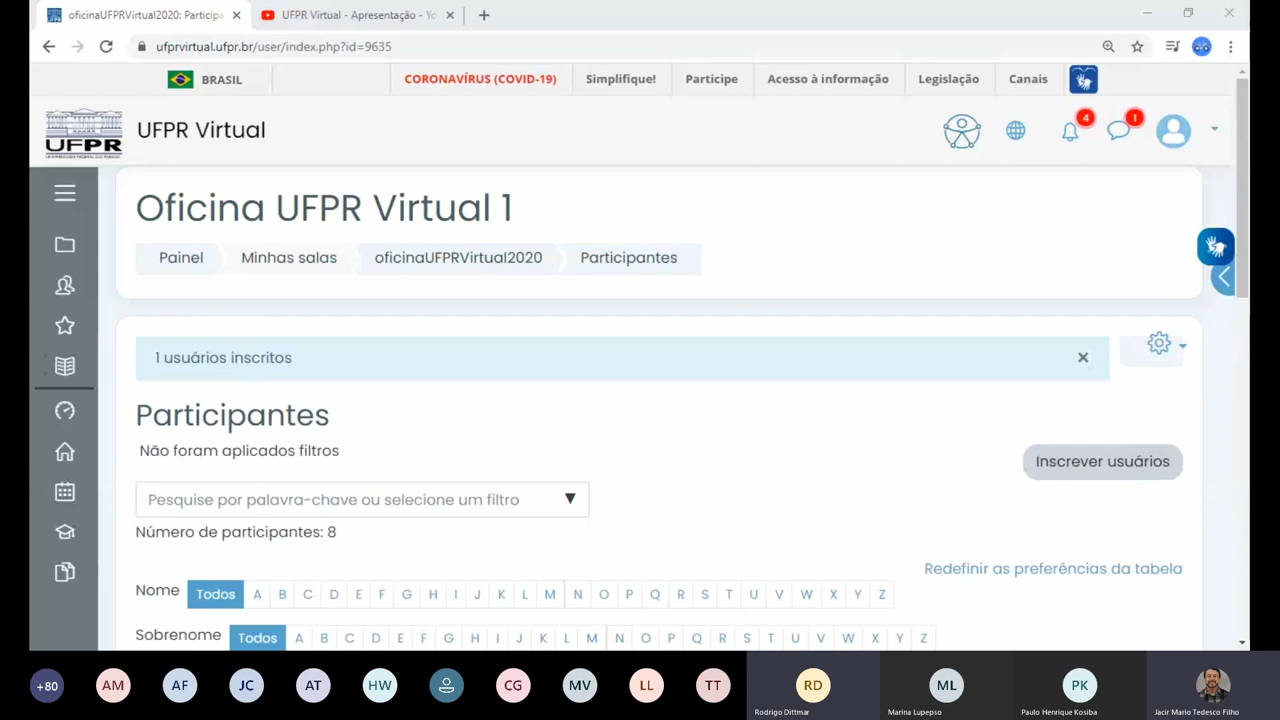 oficinaUFPRVirtual2020: Participa
UFPR Virtual - Apresentação - Yo
ufprvirtual.ufpr.br/user/index.php?id=9635
BRASIL
CORONAVÍRUS (COVID-19)
Simplifique!
Participe
Acesso à informação
Legislação
Canais
UFPR
UFPR Virtual
4
1
Oficina UFPR Virtual 1
Painel
Minhas salas
oficinaUFPRVirtual2020
Participantes
1 usuários inscritos
Participantes
Não foram aplicados filtros
Inscrever usuários
Pesquise por palavra-chave ou selecione um filtro
Número de participantes: 8
Redefinir as preferências da tabela
Nome Todos A B C D E F G H I J K L M N O P Q R S T U V W X Y Z
Sobrenome Todos A B C D E F G H I J K L M N O P Q R S T U V W X Y Z
+80 AM AF JC AT HW CG MV LL TT RD ML PK
Rodrigo Dittmar
Marina Lupepso
Paulo Henrique Kosiba
Jacir Mario Tedesco Filho